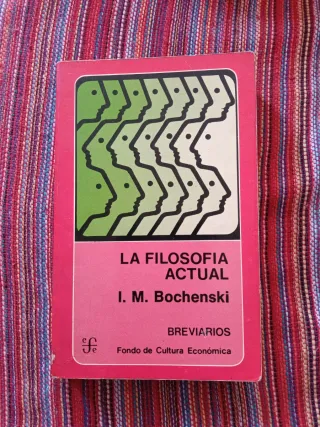 LA FILOSOFIA
ACTUAL
I. M. Bochenski
BREVIARIOS
Fondo de Cultura Económica